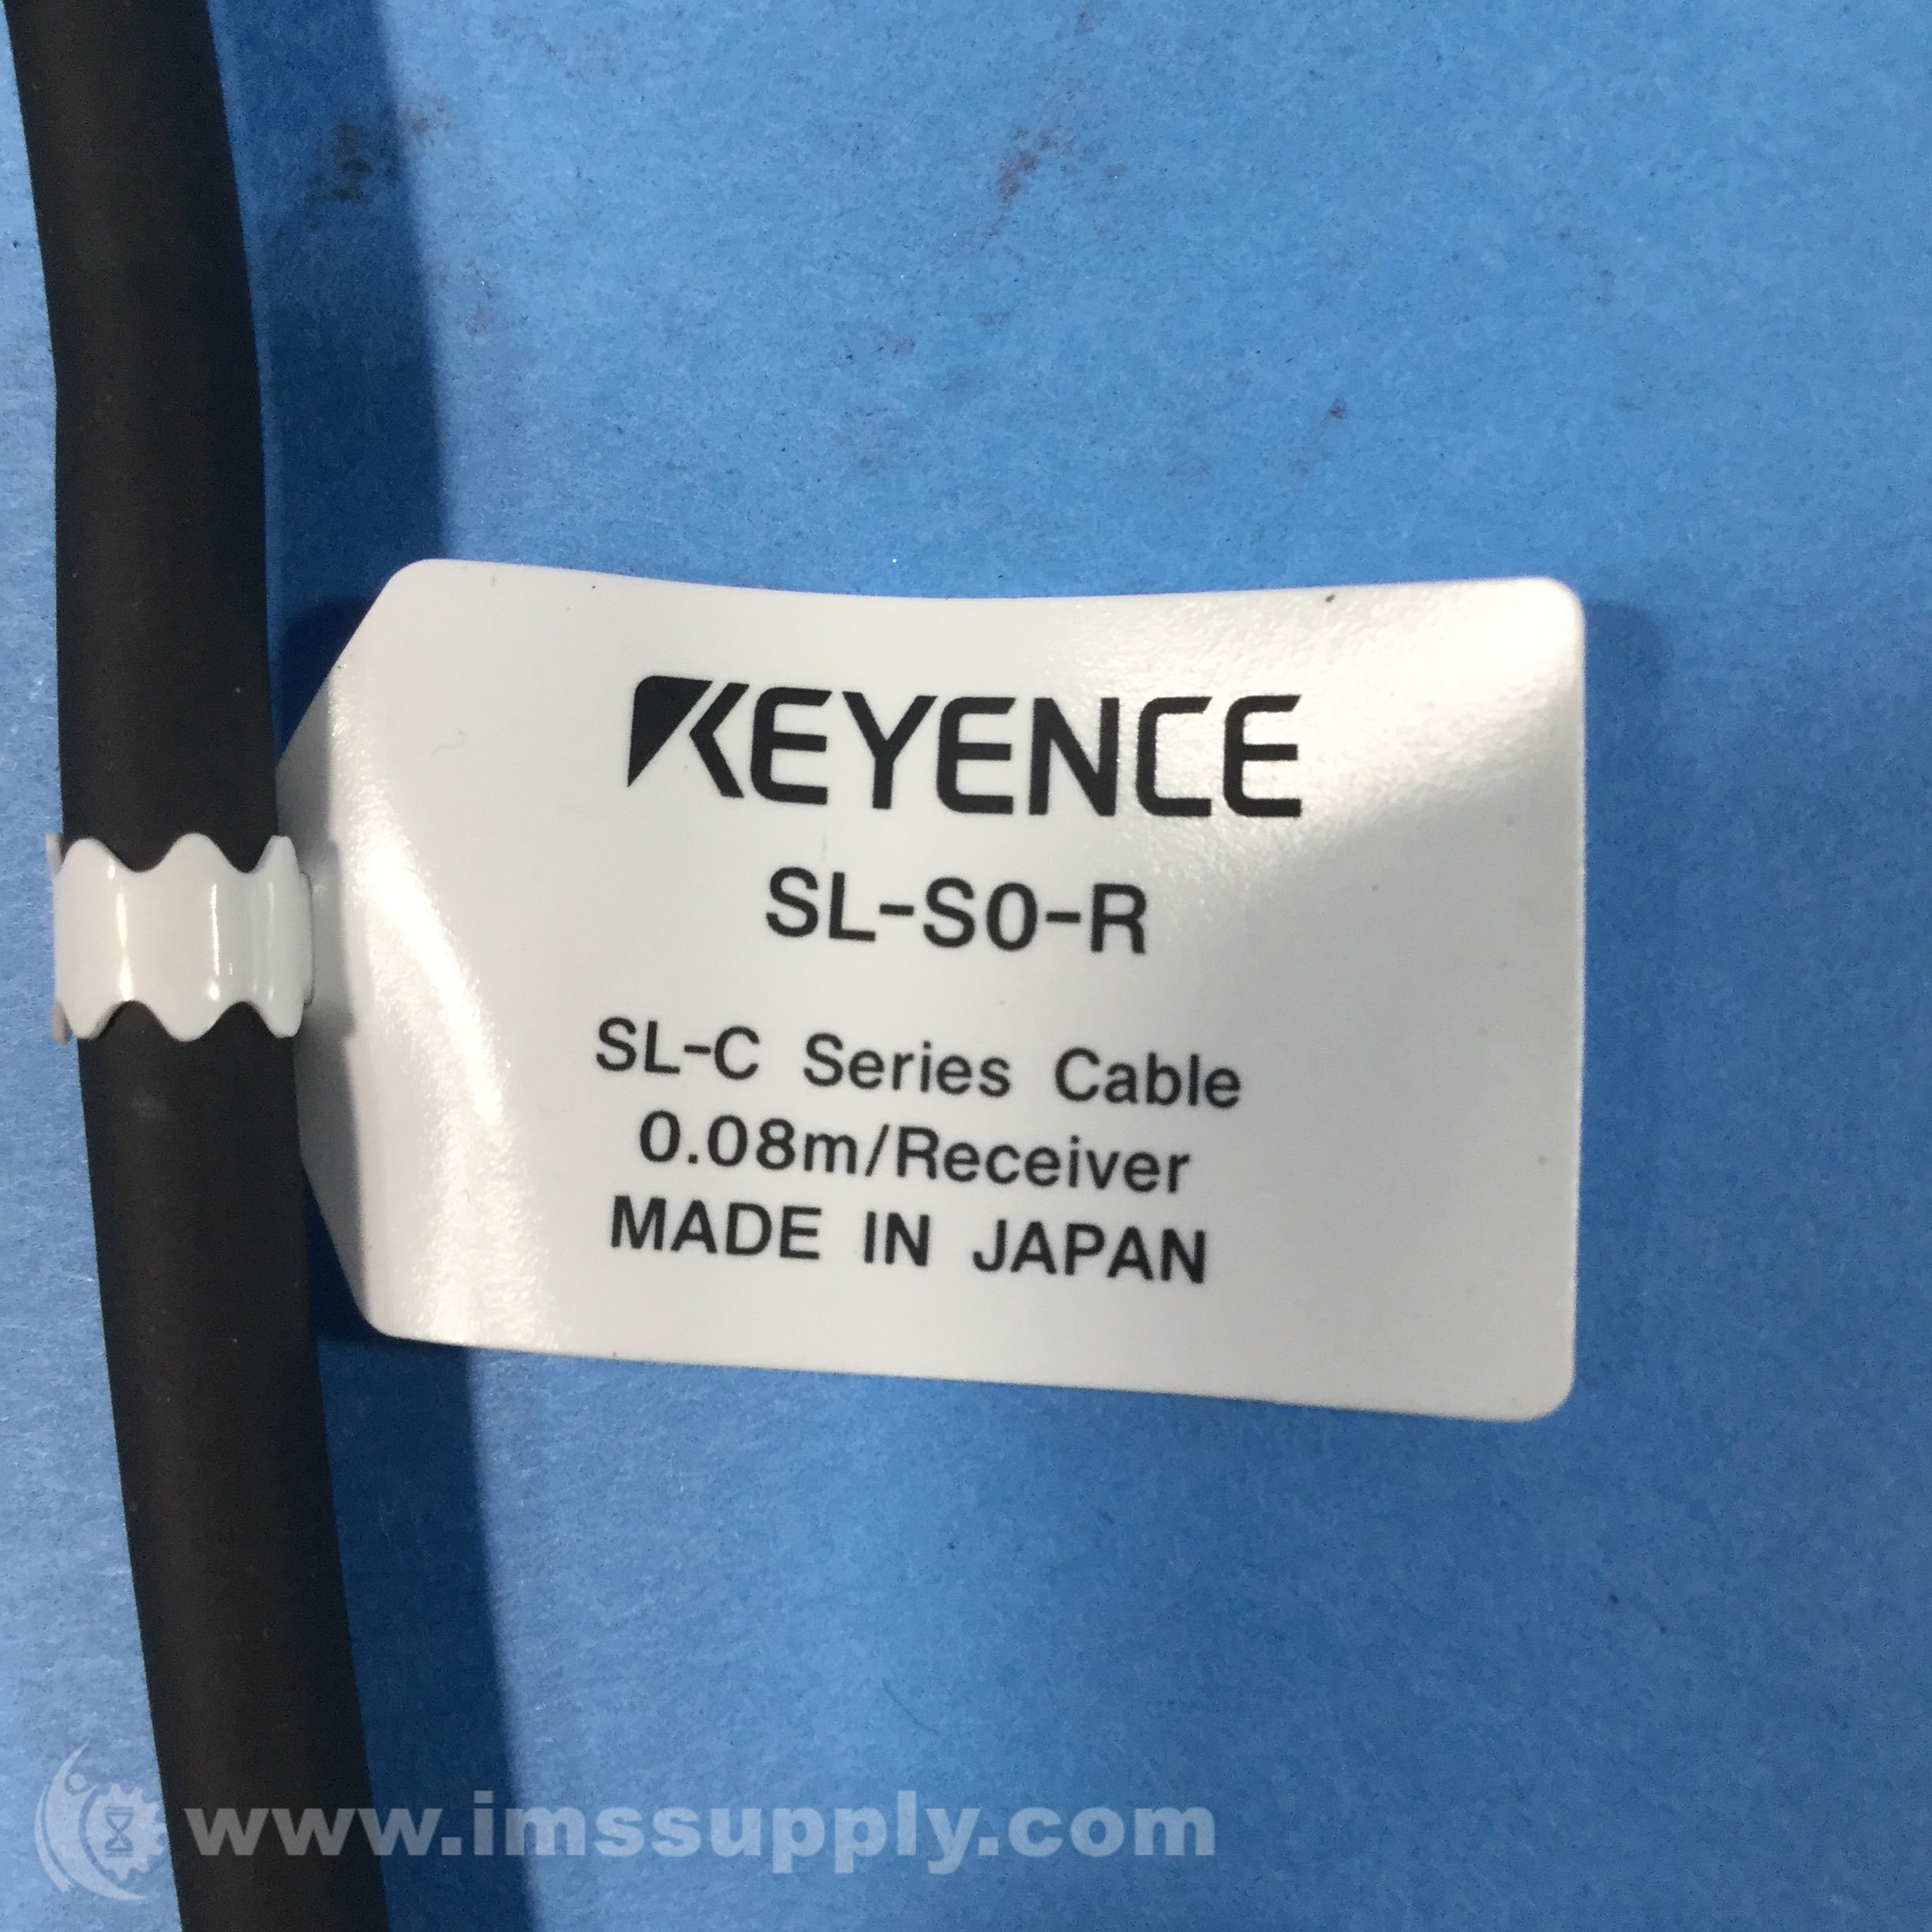 KEYENCE
SL-S0-R
SL-C Series Cable
0.08m/Receiver
MADE IN JAPAN
www.imssupply.com